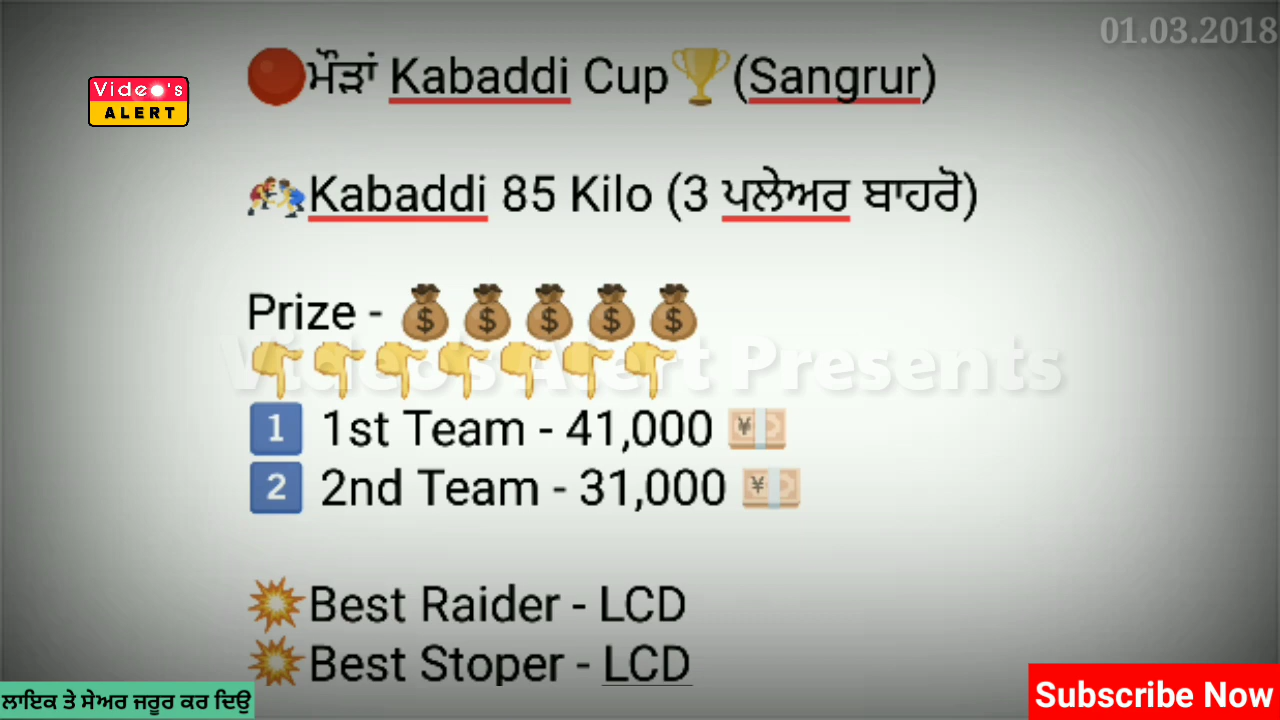 01.03.2018
🔴ਮੌੜਾਂ Kabaddi Cup🏆(Sangrur)
Video's
ALERT
🤼Kabaddi 85 Kilo (3 ਪਲੇਅਰ ਬਾਹਰੋ)
Prize - 💰💰💰💰💰
👇👇👇👇👇👇👇
Video's Alert Presents
1️⃣ 1st Team - 41,000 💴
2️⃣ 2nd Team - 31,000 💴
💥Best Raider - LCD
💥Best Stoper - LCD
ਲਾਇਕ ਤੇ ਸੇਅਰ ਜਰੂਰ ਕਰ ਦਿਉ
Subscribe Now